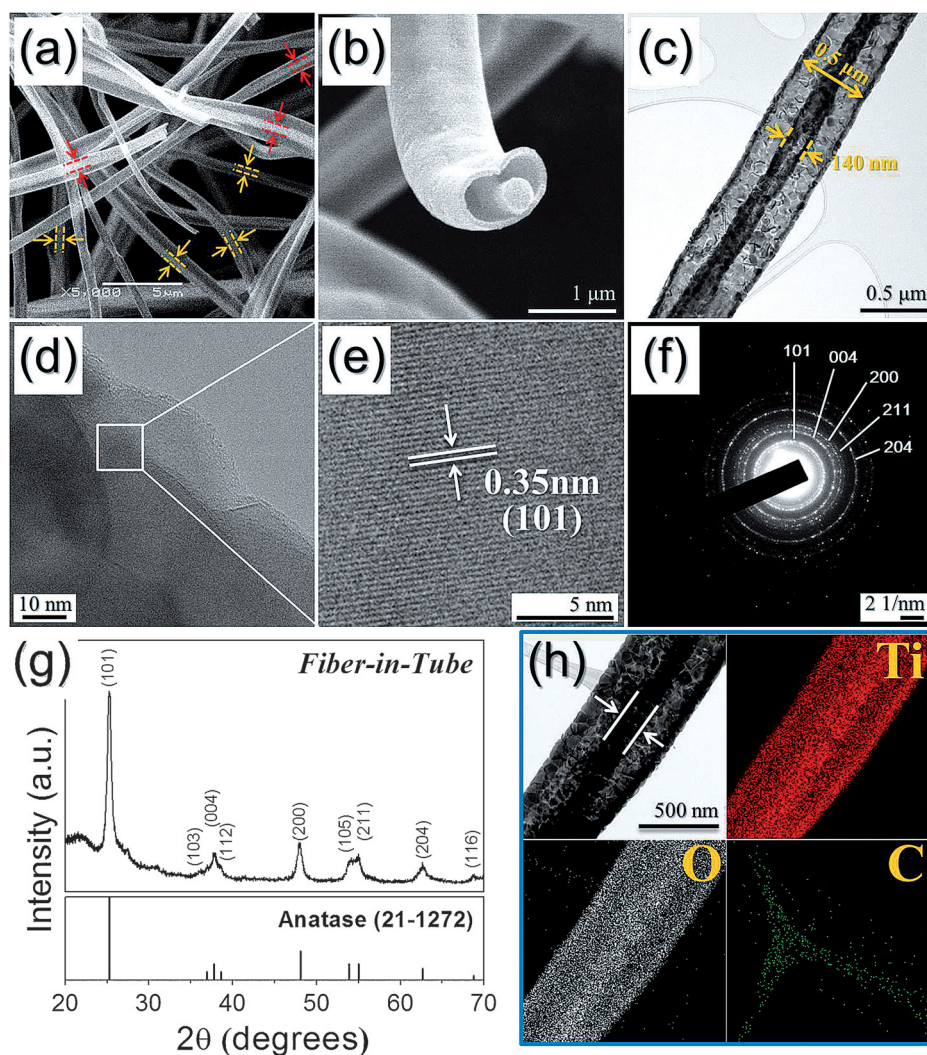 (a)
X5,000 5μm
(b)
1 μm
(c)
0.5 μm
140 nm
0.5 μm
(d)
10 nm
(e)
0.35nm
(101)
5 nm
(f)
101
004
200
211
204
2 1/nm
(g)
Fiber-in-Tube
Intensity (a.u.)
(101)
(103)
(004)
(112)
(200)
(105)
(211)
(204)
(116)
Anatase (21-1272)
20 30 40 50 60 70
2θ (degrees)
(h)
500 nm
Ti
O
C